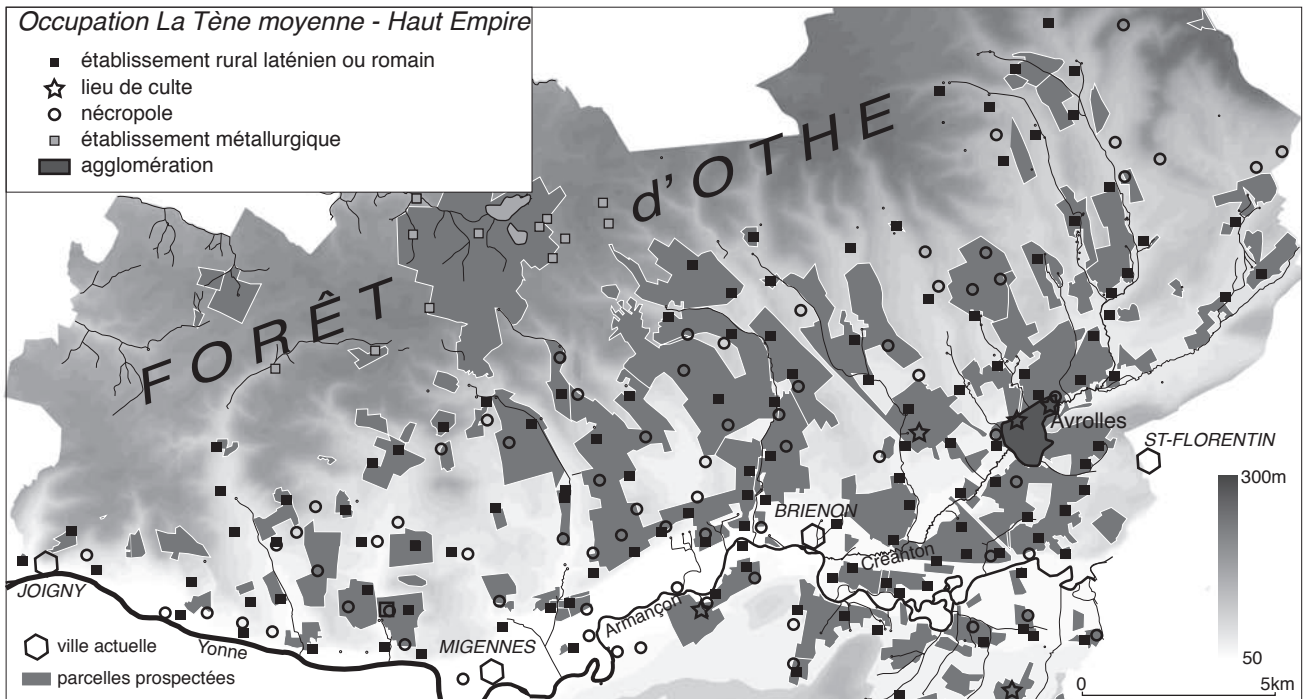 Occupation La Tène moyenne - Haut Empire
établissement rural laténien ou romain
lieu de culte
nécropole
établissement métallurgique
agglomération
FORÊT d'OTHE
Avrolles
ST-FLORENTIN
300m
50
BRIENON
Créanton
JOIGNY
Armançon
Yonne
MIGENNES
ville actuelle
parcelles prospectées
0 5km